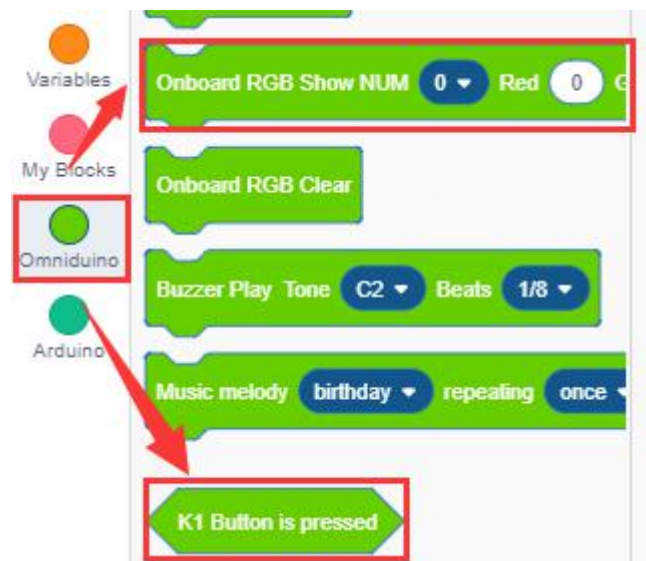 Variables
My Blocks
Omniduino
Arduino
Onboard RGB Show NUM 0 Red 0 G
Onboard RGB Clear
Buzzer Play Tone C2 Beats 1/8
Music melody birthday repeating once
K1 Button is pressed